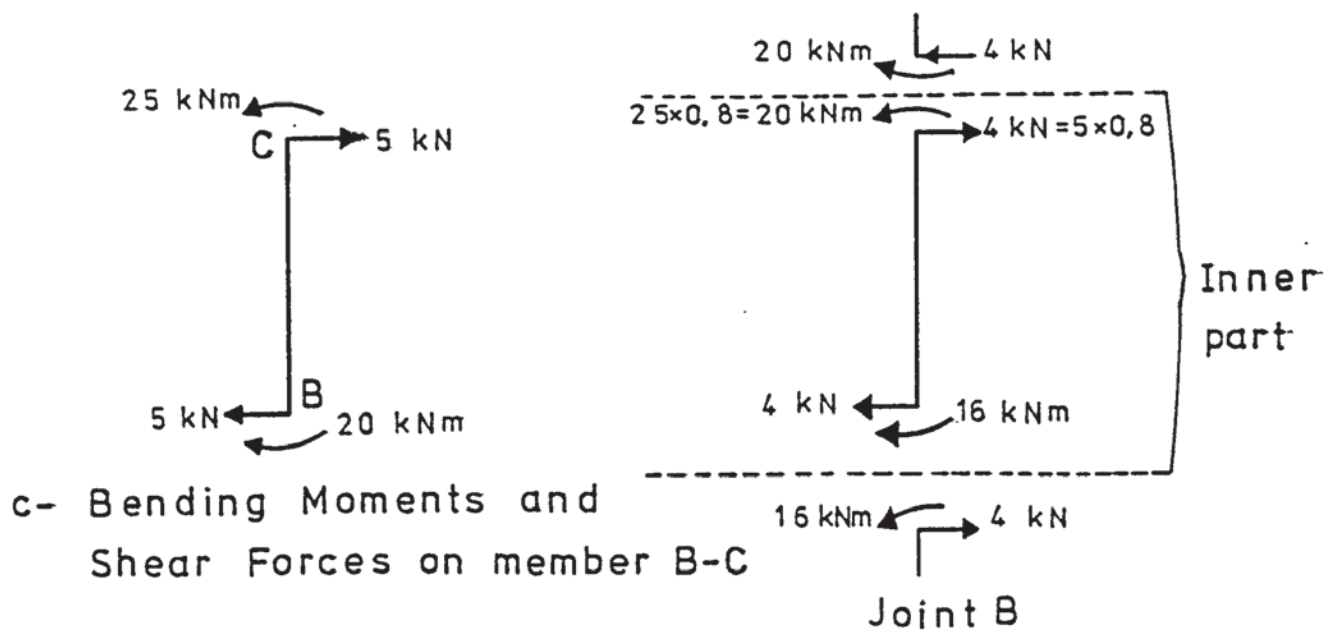 25 kNm
C
5 kN
5 kN
B
20 kNm
c- Bending Moments and
Shear Forces on member B-C
20 kNm
4 kN
25×0,8=20 kNm
4 kN=5×0,8
4 kN
16 kNm
Inner
part
16 kNm
4 kN
Joint B